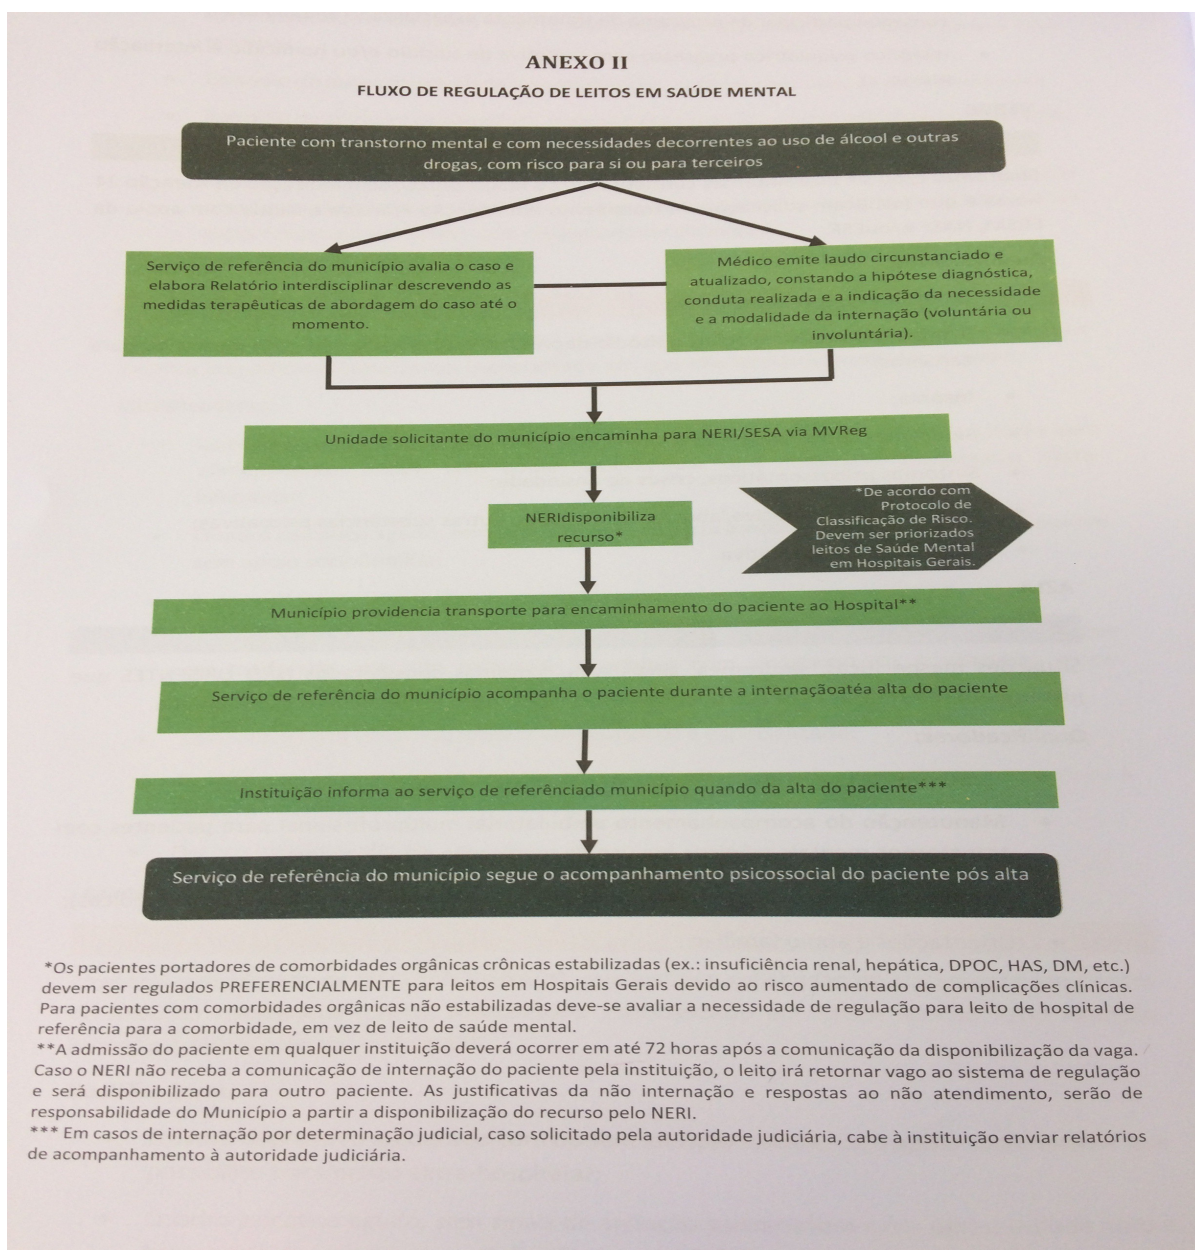 ANEXO II
FLUXO DE REGULAÇÃO DE LEITOS EM SAÚDE MENTAL
Paciente com transtorno mental e com necessidades decorrentes ao uso de álcool e outras
drogas, com risco para si ou para terceiros
Serviço de referência do município avalia o caso e
elabora Relatório interdisciplinar descrevendo as
medidas terapêuticas de abordagem do caso até o
momento.
Médico emite laudo circunstanciado e
atualizado, constando a hipótese diagnóstica,
conduta realizada e a indicação da necessidade
e a modalidade da internação (voluntária ou
involuntária).
Unidade solicitante do município encaminha para NERI/SESA via MVReg
NERIdisponibiliza
recurso*
*De acordo com
Protocolo de
Classificação de Risco.
Devem ser priorizados
leitos de Saúde Mental
em Hospitais Gerais.
Município providencia transporte para encaminhamento do paciente ao Hospital**
Serviço de referência do município acompanha o paciente durante a internaçãoatéa alta do paciente
Instituição informa ao serviço de referênciado município quando da alta do paciente***
Serviço de referência do município segue o acompanhamento psicossocial do paciente pós alta
*Os pacientes portadores de comorbidades orgânicas crônicas estabilizadas (ex.: insuficiência renal, hepática, DPOC, HAS, DM, etc.)
devem ser regulados PREFERENCIALMENTE para leitos em Hospitais Gerais devido ao risco aumentado de complicações clínicas.
Para pacientes com comorbidades orgânicas não estabilizadas deve-se avaliar a necessidade de regulação para leito de hospital de
referência para a comorbidade, em vez de leito de saúde mental.
**A admissão do paciente em qualquer instituição deverá ocorrer em até 72 horas após a comunicação da disponibilização da vaga.
Caso o NERI não receba a comunicação de internação do paciente pela instituição, o leito irá retornar vago ao sistema de regulação
e será disponibilizado para outro paciente. As justificativas da não internação e respostas ao não atendimento, serão de
responsabilidade do Município a partir a disponibilização do recurso pelo NERI.
*** Em casos de internação por determinação judicial, caso solicitado pela autoridade judiciária, cabe à instituição enviar relatórios
de acompanhamento à autoridade judiciária.